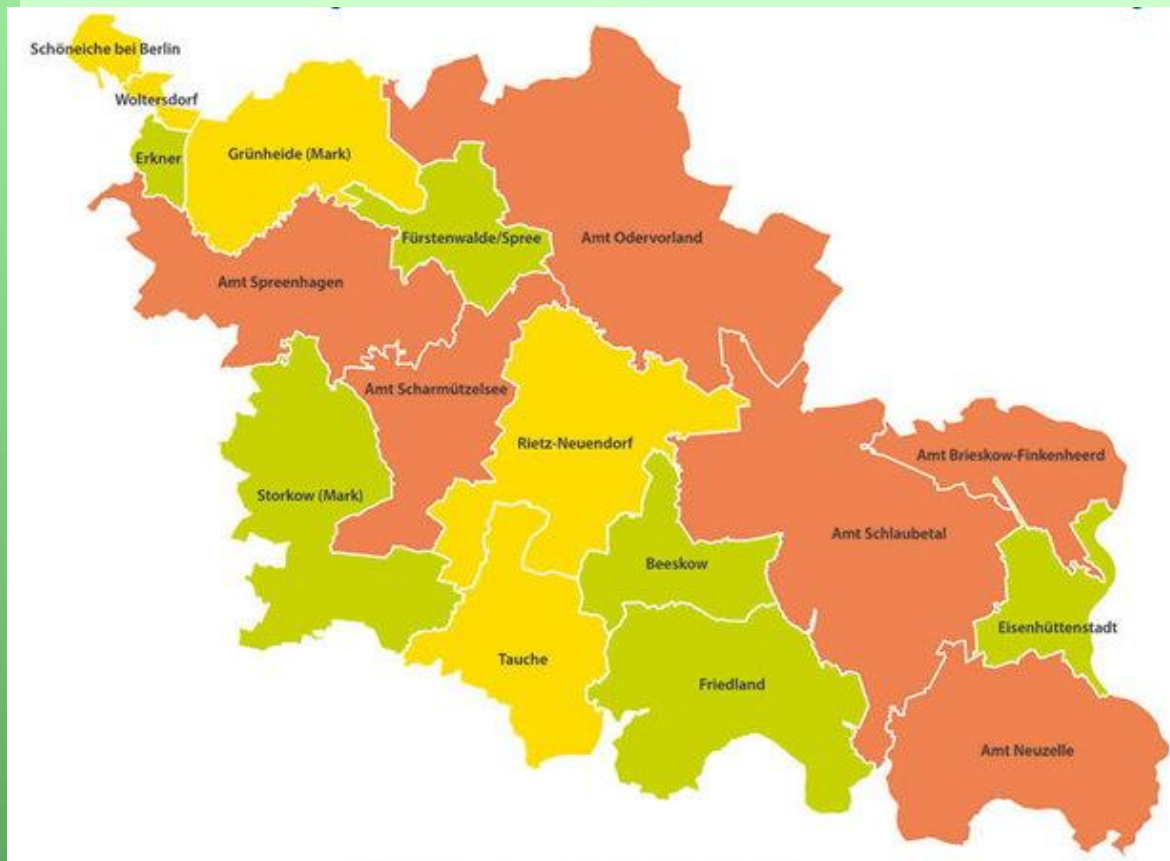 Schöneiche bei Berlin
Woltersdorf
Erkner
Grünheide (Mark)
Fürstenwalde/Spree
Amt Odervorland
Amt Spreenhagen
Amt Scharmützelsee
Rietz-Neuendorf
Amt Brieskow-Finkenheerd
Storkow (Mark)
Amt Schlaubetal
Beeskow
Eisenhüttenstadt
Tauche
Friedland
Amt Neuzelle